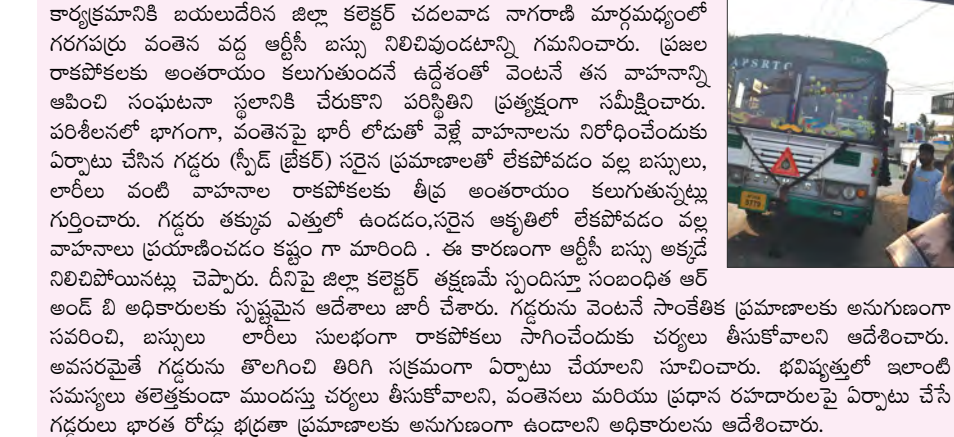 కార్యక్రమానికి బయలుదేరిన జిల్లా కలెక్టర్ చదలవాడ నాగరాణి మార్గమధ్యంలో
గరగపర్రు వంతెన వద్ద ఆర్టీసీ బస్సు నిలిచివుండటాన్ని గమనించారు. ప్రజల
రాకపోకలకు అంతరాయం కలుగుతుందనే ఉద్దేశంతో వెంటనే తన వాహనాన్ని
ఆపించి సంఘటనా స్థలానికి చేరుకొని పరిస్థితిని ప్రత్యక్షంగా సమీక్షించారు.
పరిశీలనలో భాగంగా, వంతెనపై భారీ లోడుతో వెళ్లే వాహనాలను నిరోధించేందుకు
ఏర్పాటు చేసిన గడ్డరు (స్పీడ్ బ్రేకర్) సరైన ప్రమాణాలతో లేకపోవడం వల్ల బస్సులు,
లారీలు వంటి వాహనాల రాకపోకలకు తీవ్ర అంతరాయం కలుగుతున్నట్లు
గుర్తించారు. గడ్డరు తక్కువ ఎత్తులో ఉండడం,సరైన ఆకృతిలో లేకపోవడం వల్ల
వాహనాలు ప్రయాణించడం కష్టం గా మారింది . ఈ కారణంగా ఆర్టీసీ బస్సు అక్కడే
నిలిచిపోయినట్లు చెప్పారు. దీనిపై జిల్లా కలెక్టర్ తక్షణమే స్పందిస్తూ సంబంధిత ఆర్
అండ్ బి అధికారులకు స్పష్టమైన ఆదేశాలు జారీ చేశారు. గడ్డరును వెంటనే సాంకేతిక ప్రమాణాలకు అనుగుణంగా
సవరించి, బస్సులు లారీలు సులభంగా రాకపోకలు సాగించేందుకు చర్యలు తీసుకోవాలని ఆదేశించారు.
అవసరమైతే గడ్డరును తొలగించి తిరిగి సక్రమంగా ఏర్పాటు చేయాలని సూచించారు. భవిష్యత్తులో ఇలాంటి
సమస్యలు తలెత్తకుండా ముందస్తు చర్యలు తీసుకోవాలని, వంతెనలు మరియు ప్రధాన రహదారులపై ఏర్పాటు చేసే
గడ్డరులు భారత రోడ్డు భద్రతా ప్రమాణాలకు అనుగుణంగా ఉండాలని అధికారులను ఆదేశించారు.
APSRTC